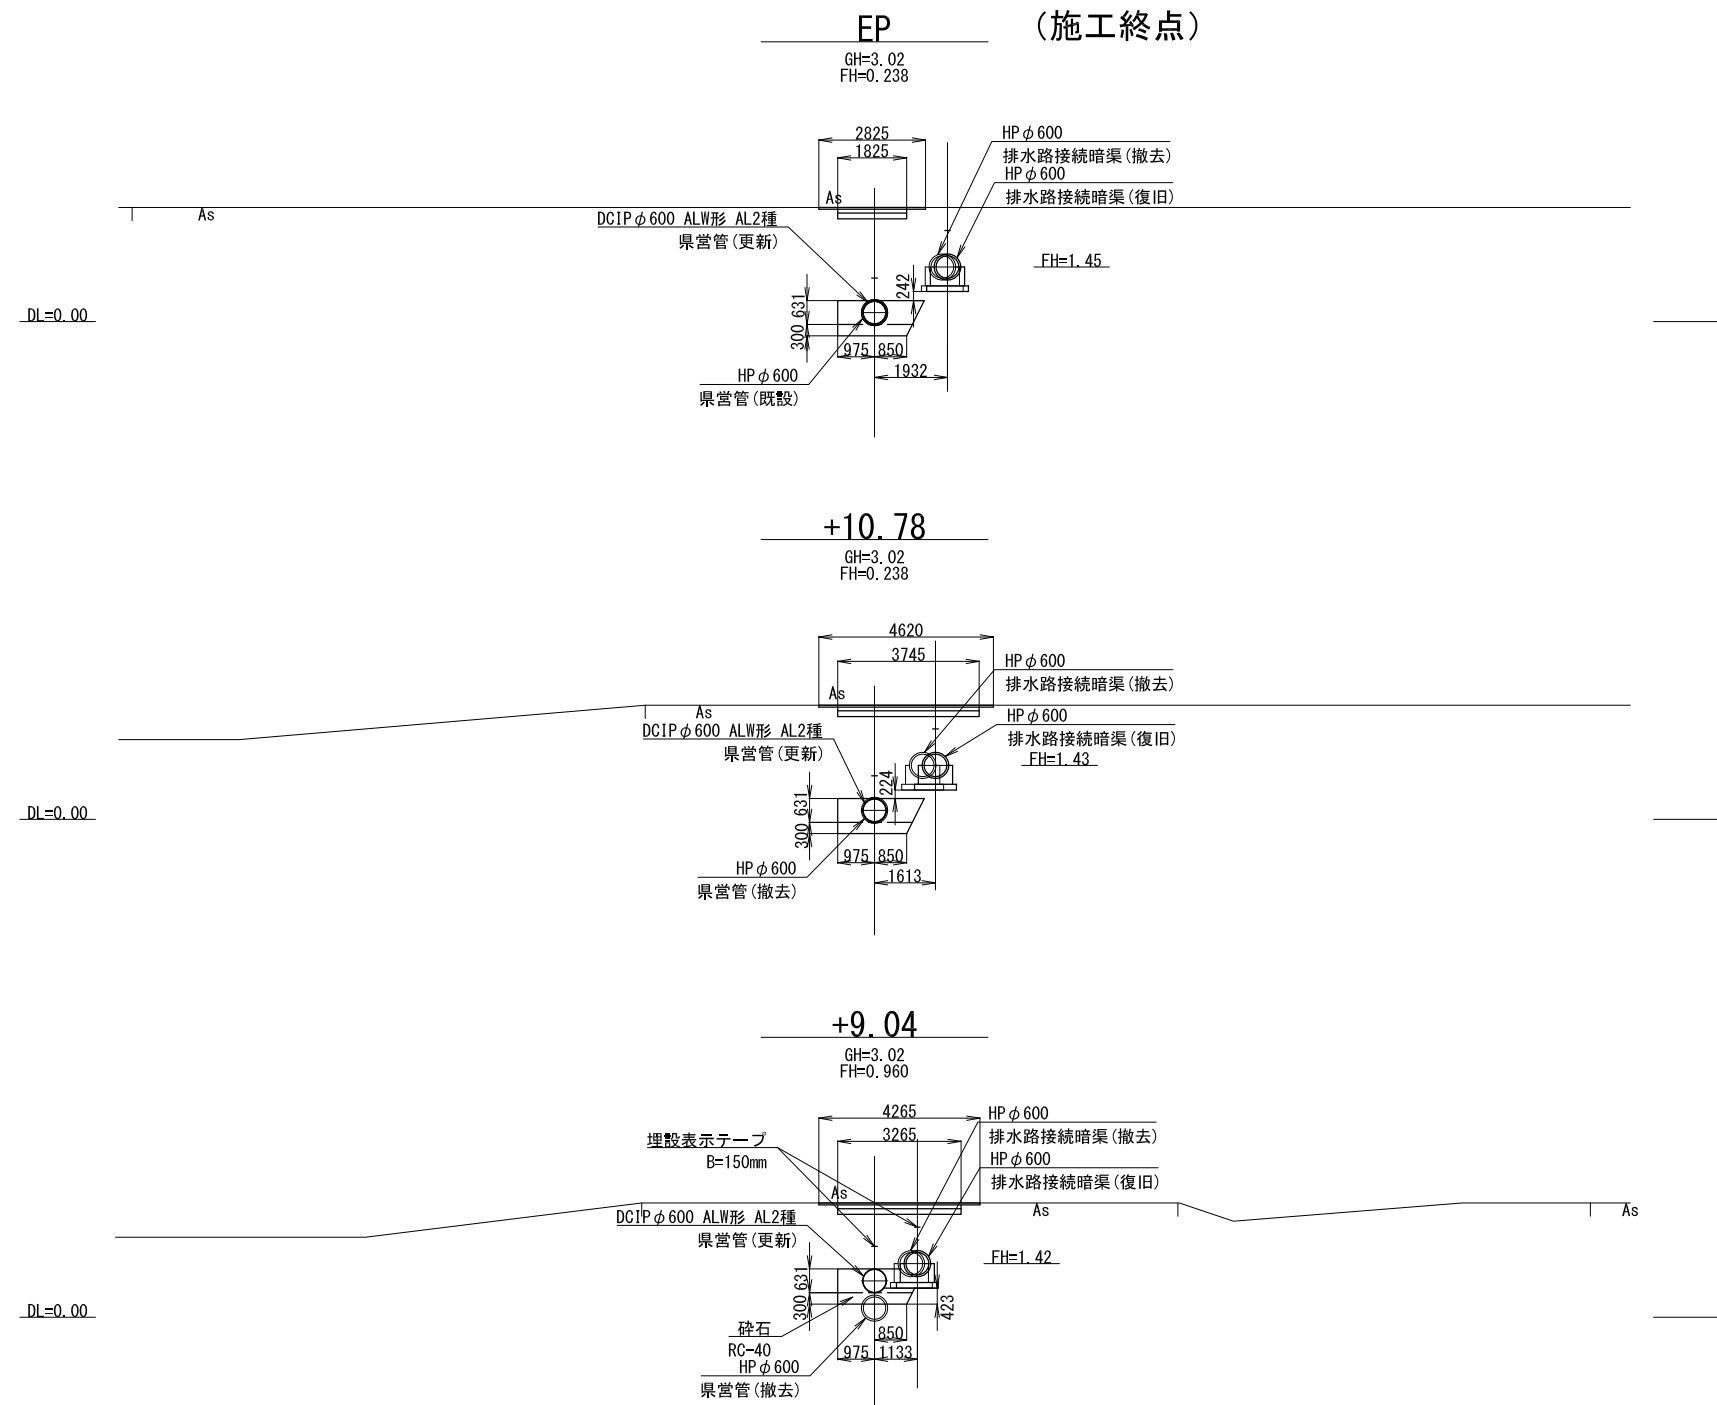 EP (施工終点)
GH=3.02
FH=0.238
2825
1825
HPφ600
排水路接続暗渠(撤去)
HPφ600
排水路接続暗渠(復旧)
As
As
DCIPφ600 ALW形 AL2種
県営管(更新)
FH=1.45
242
631
300
DL=0.00
975 850
1932
HPφ600
県営管(既設)
+10.78
GH=3.02
FH=0.238
4620
3745
HPφ600
排水路接続暗渠(撤去)
As
As
HPφ600
排水路接続暗渠(復旧)
DCIPφ600 ALW形 AL2種
県営管(更新)
FH=1.43
224
631
300
DL=0.00
975 850
1613
HPφ600
県営管(撤去)
+9.04
GH=3.02
FH=0.960
4265
3265
HPφ600
排水路接続暗渠(撤去)
埋設表示テープ
B=150mm
HPφ600
排水路接続暗渠(復旧)
As
As
As
DCIPφ600 ALW形 AL2種
県営管(更新)
FH=1.42
631
300
423
DL=0.00
砕石
RC-40
850
975 1133
HPφ600
県営管(撤去)